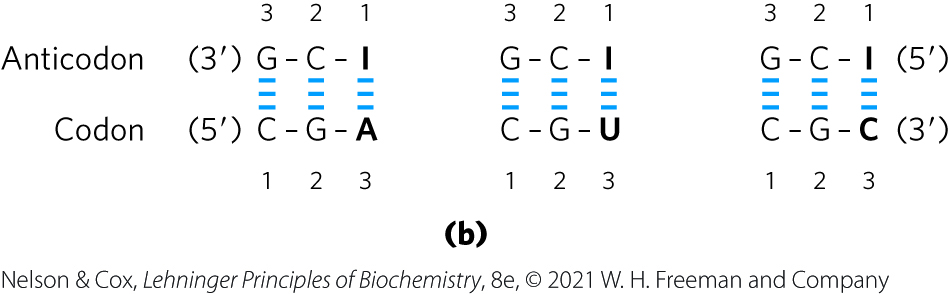 3 2 1 3 2 1 3 2 1
Anticodon (3′) G – C – I G – C – I G – C – I (5′)
Codon (5′) C – G – A C – G – U C – G – C (3′)
1 2 3 1 2 3 1 2 3
(b)
Nelson & Cox, Lehninger Principles of Biochemistry, 8e, © 2021 W. H. Freeman and Company